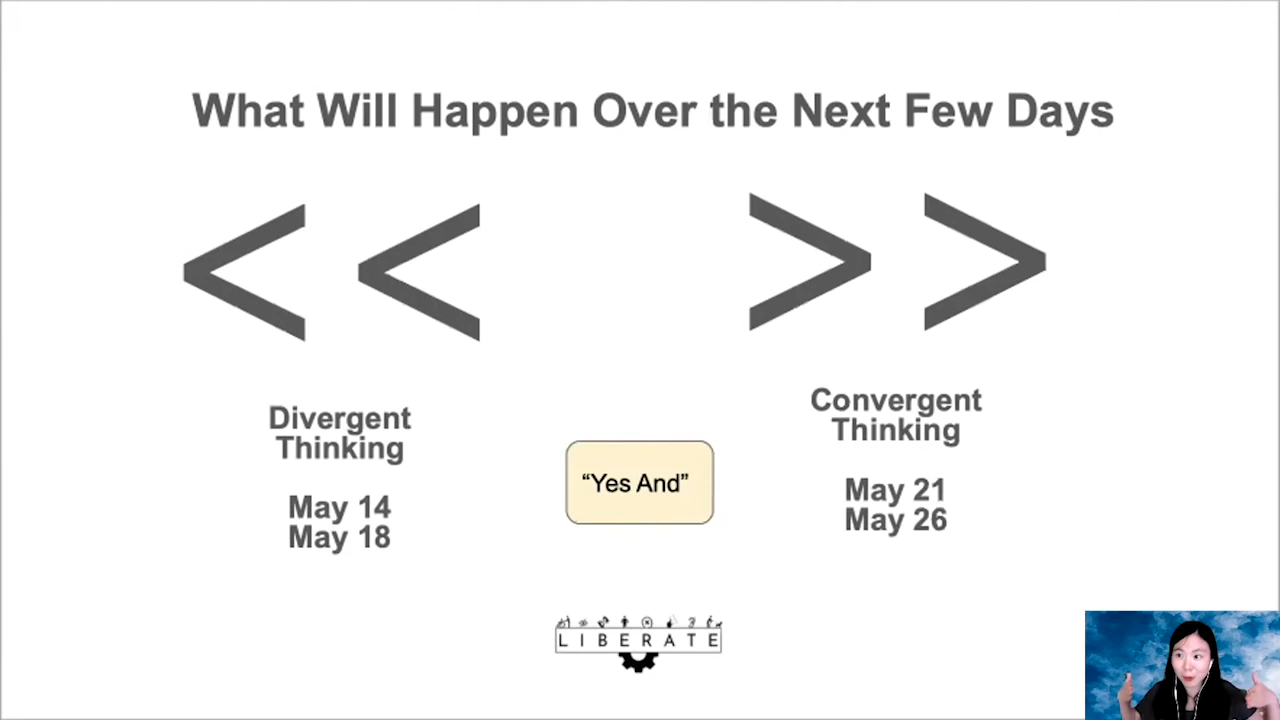 What Will Happen Over the Next Few Days
< < > >
Divergent
Thinking
May 14
May 18
“Yes And”
Convergent
Thinking
May 21
May 26
LIBERATE